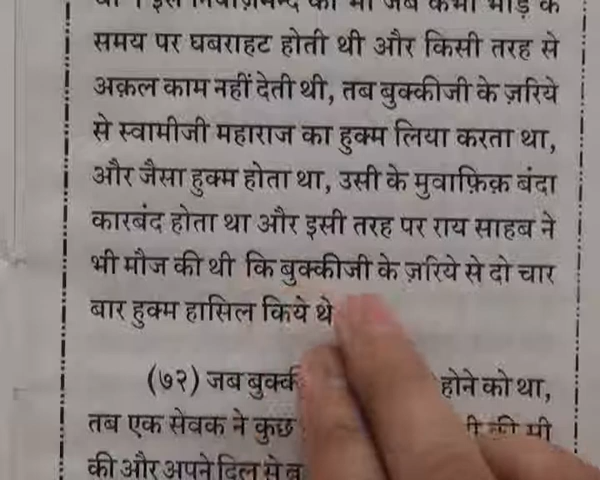 समय पर घबराहट होती थी और किसी तरह से
अक़ल काम नहीं देती थी, तब बुक्कीजी के ज़रिये
से स्वामीजी महाराज का हुक्म लिया करता था,
और जैसा हुक्म होता था, उसी के मुवाफ़िक़ बंदा
कारबंद होता था और इसी तरह पर राय साहब ने
भी मौज की थी कि बुक्कीजी के ज़रिये से दो चार
बार हुक्म हासिल किये थे
(७२) जब होने को था,
तब एक सेवक ने कुछ
की और अपने दिल से